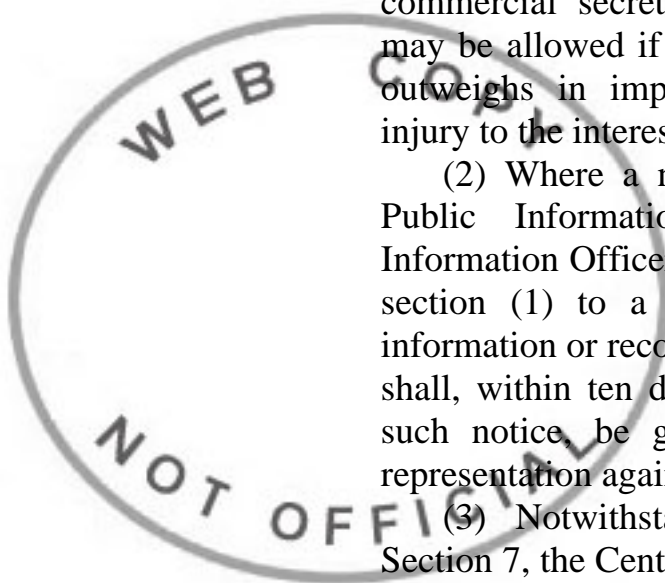 commercial secrets
may be allowed if
outweighs in imp
injury to the interes
(2) Where a
Public Informatio
Information Office
section (1) to a
information or reco
shall, within ten d
such notice, be g
representation again
(3) Notwithsta
Section 7, the Cent
WEB COPY
NOT OFFICIAL